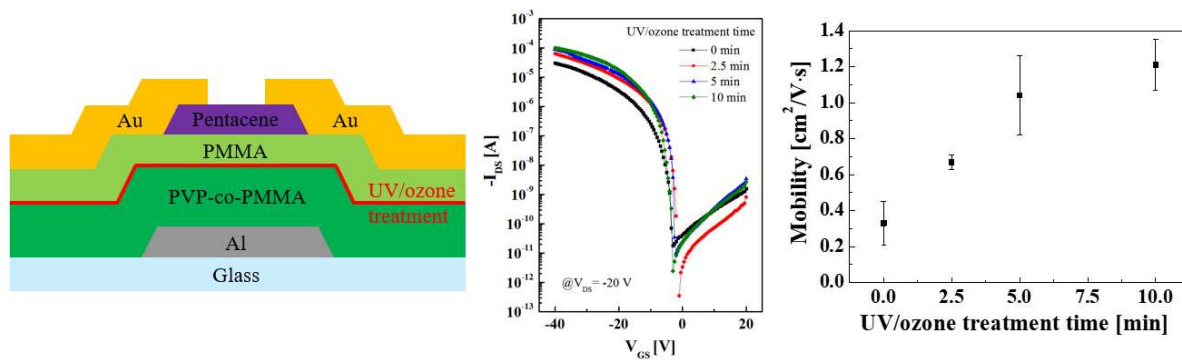 Au
Pentacene
Au
PMMA
UV/ozone
treatment
PVP-co-PMMA
Al
Glass
UV/ozone treatment time
0 min
2.5 min
5 min
10 min
10⁻¹
10⁻²
10⁻³
10⁻⁴
10⁻⁵
10⁻⁶
10⁻⁷
10⁻⁸
10⁻⁹
10⁻¹⁰
10⁻¹¹
10⁻¹²
10⁻¹³
-I_DS [A]
@V_DS= -20 V
-40 -20 0 20
V_GS [V]
1.4
1.2
1.0
0.8
0.6
0.4
0.2
0.0
Mobility [cm²/V·s]
0.0 2.5 5.0 7.5 10.0
UV/ozone treatment time [min]